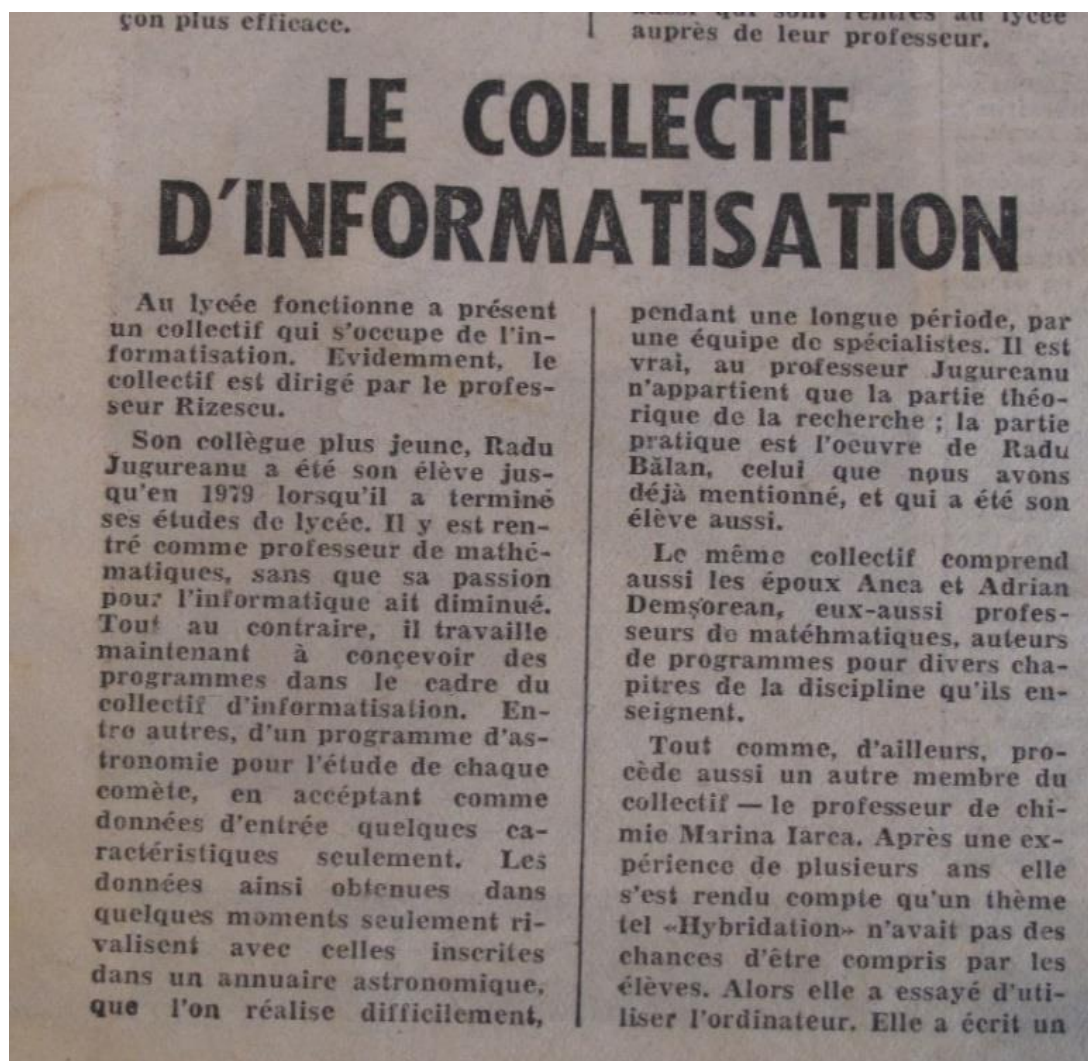 çon plus efficace.
aussi qui sont rentrés au lycée
auprès de leur professeur.
LE COLLECTIF
D'INFORMATISATION
Au lycée fonctionne a présent
un collectif qui s'occupe de l'in-
formatisation. Evidemment, le
collectif est dirigé par le profes-
seur Rizescu.
Son collègue plus jeune, Radu
Jugureanu a été son élève jus-
qu'en 1979 lorsqu'il a terminé
ses études de lycée. Il y est ren-
tré comme professeur de mathé-
matiques, sans que sa passion
pour l'informatique ait diminué.
Tout au contraire, il travaille
maintenant à conçevoir des
programmes dans le cadre du
collectif d'informatisation. En-
tre autres, d'un programme d'as-
tronomie pour l'étude de chaque
comète, en accéptant comme
données d'entrée quelques ca-
ractéristiques seulement. Les
données ainsi obtenues dans
quelques moments seulement ri-
valisent avec celles inscrites
dans un annuaire astronomique,
que l'on réalise difficilement,
pendant une longue période, par
une équipe de spécialistes. Il est
vrai, au professeur Jugureanu
n'appartient que la partie théo-
rique de la recherche ; la partie
pratique est l'oeuvre de Radu
Bălan, celui que nous avons
déjà mentionné, et qui a été son
élève aussi.
Le même collectif comprend
aussi les époux Anca et Adrian
Demşorean, eux-aussi profes-
seurs de matéhmatiques, auteurs
de programmes pour divers cha-
pitres de la discipline qu'ils en-
seignent.
Tout comme, d'ailleurs, pro-
cède aussi un autre membre du
collectif — le professeur de chi-
mie Marina Iarca. Après une ex-
périence de plusieurs ans elle
s'est rendu compte qu'un thème
tel «Hybridation» n'avait pas des
chances d'être compris par les
élèves. Alors elle a essayé d'uti-
liser l'ordinateur. Elle a écrit un